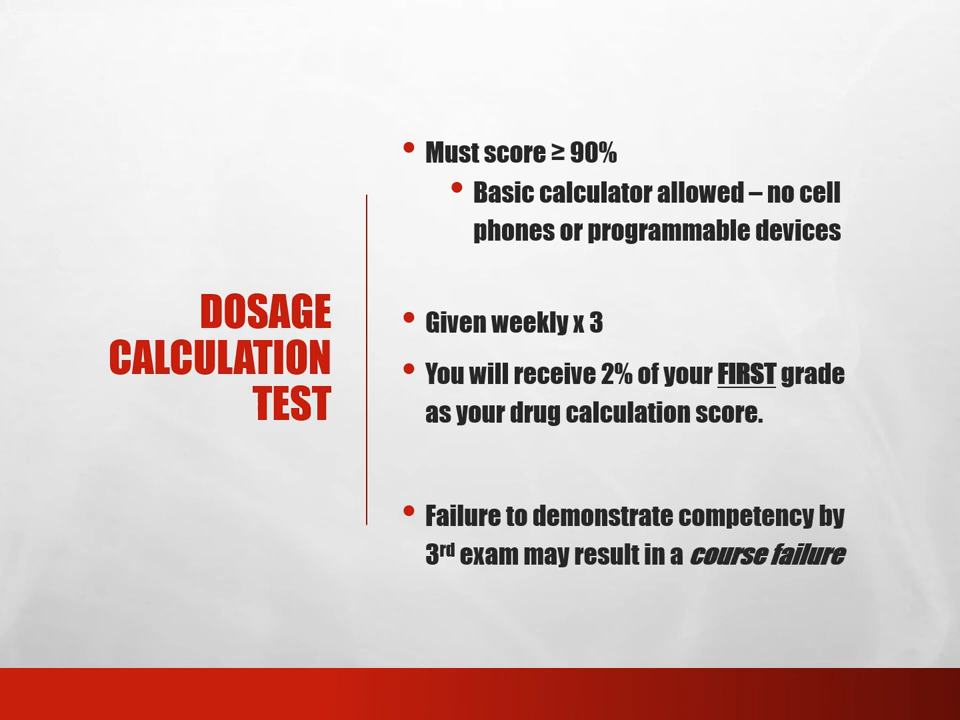 DOSAGE
CALCULATION
TEST
• Must score ≥ 90%
• Basic calculator allowed – no cell
phones or programmable devices
• Given weekly x 3
• You will receive 2% of your FIRST grade
as your drug calculation score.
• Failure to demonstrate competency by
3rd exam may result in a course failure